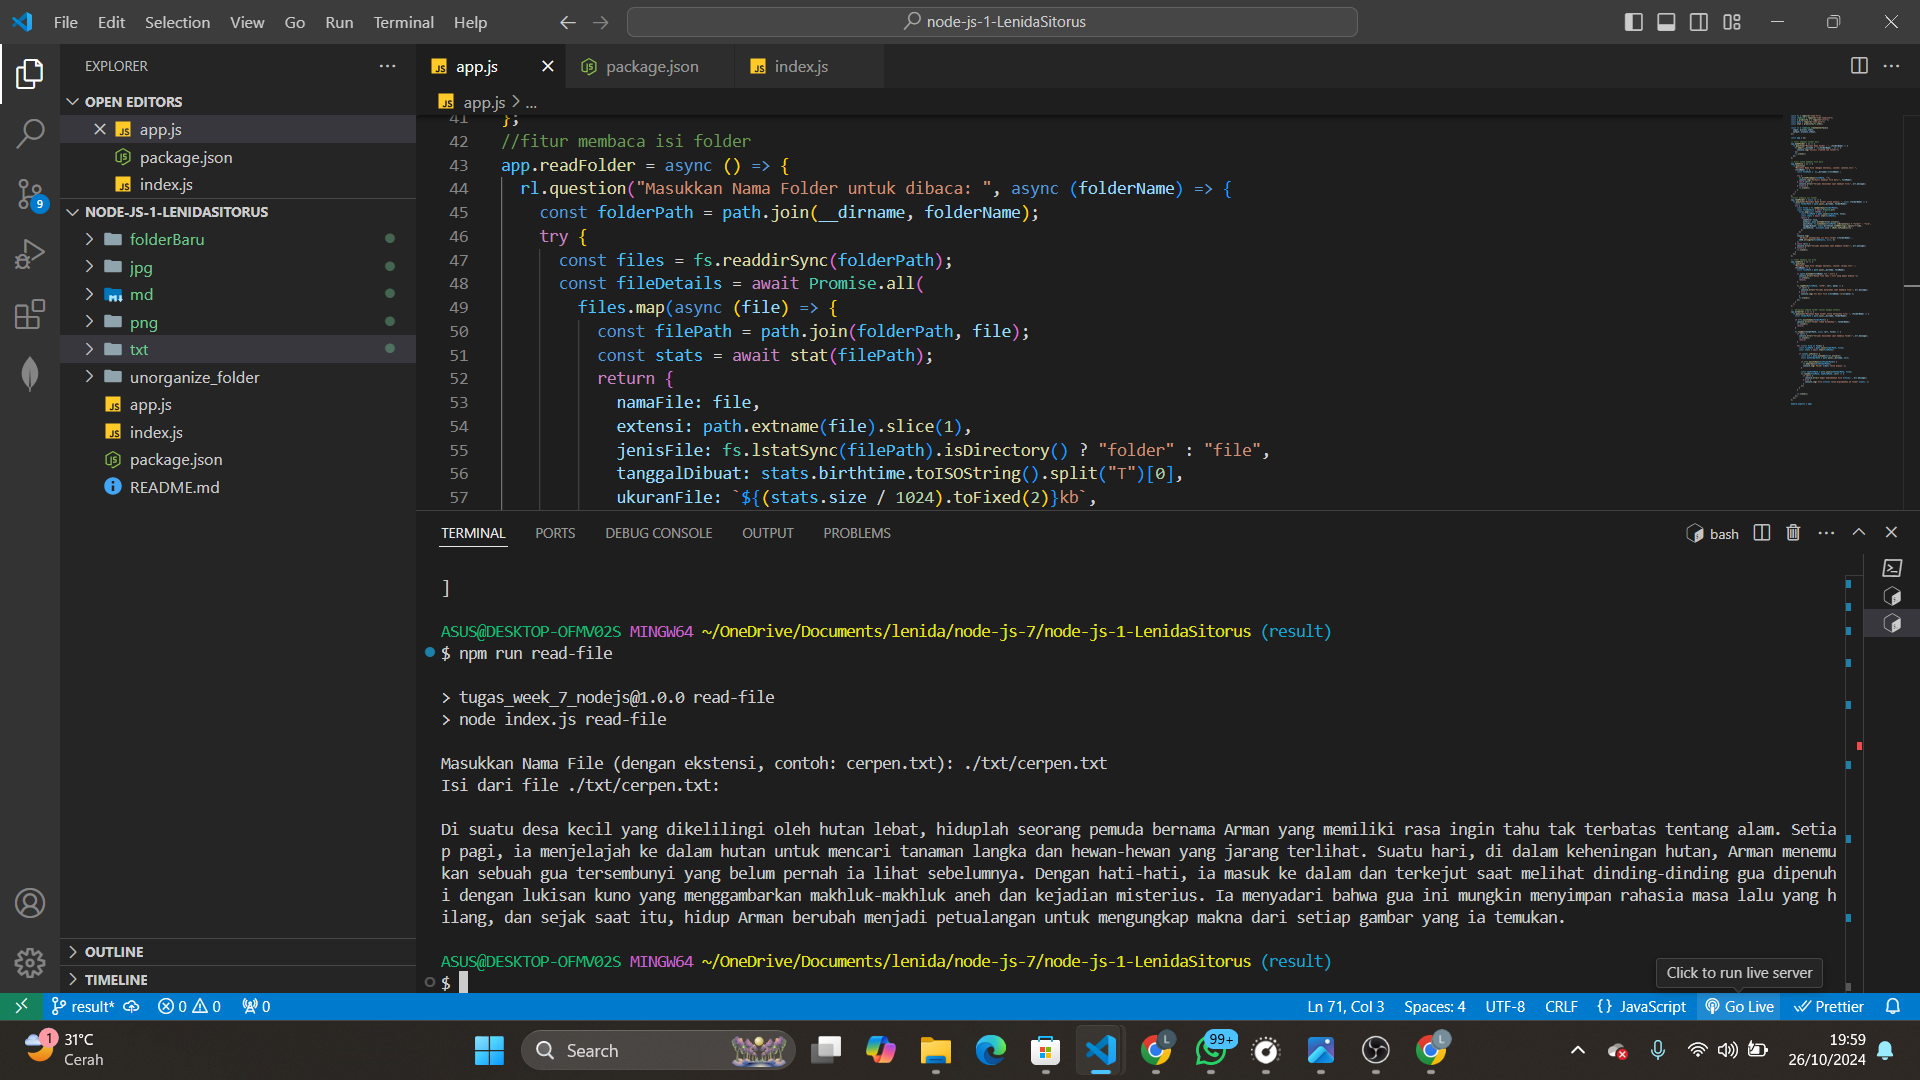 File Edit Selection View Go Run Terminal Help
node-js-1-LenidaSitorus
EXPLORER
OPEN EDITORS
app.js
package.json
index.js
NODE-JS-1-LENIDASITORUS
folderBaru
jpg
md
png
txt
unorganize_folder
app.js
index.js
package.json
README.md
OUTLINE
TIMELINE
9
app.js package.json index.js
app.js > ...
41 };
42 //fitur membaca isi folder
43 app.readFolder = async () => {
44 rl.question("Masukkan Nama Folder untuk dibaca: ", async (folderName) => {
45 const folderPath = path.join(__dirname, folderName);
46 try {
47 const files = fs.readdirSync(folderPath);
48 const fileDetails = await Promise.all(
49 files.map(async (file) => {
50 const filePath = path.join(folderPath, file);
51 const stats = await stat(filePath);
52 return {
53 namaFile: file,
54 extensi: path.extname(file).slice(1),
55 jenisFile: fs.lstatSync(filePath).isDirectory() ? "folder" : "file",
56 tanggalDibuat: stats.birthtime.toISOString().split("T")[0],
57 ukuranFile: `${(stats.size / 1024).toFixed(2)}kb`,
TERMINAL PORTS DEBUG CONSOLE OUTPUT PROBLEMS
bash
]
ASUS@DESKTOP-OFMV02S MINGW64 ~/OneDrive/Documents/lenida/node-js-7/node-js-1-LenidaSitorus (result)
$ npm run read-file
> tugas_week_7_nodejs@1.0.0 read-file
> node index.js read-file
Masukkan Nama File (dengan ekstensi, contoh: cerpen.txt): ./txt/cerpen.txt
Isi dari file ./txt/cerpen.txt:
Di suatu desa kecil yang dikelilingi oleh hutan lebat, hiduplah seorang pemuda bernama Arman yang memiliki rasa ingin tahu tak terbatas tentang alam. Setia
p pagi, ia menjelajah ke dalam hutan untuk mencari tanaman langka dan hewan-hewan yang jarang terlihat. Suatu hari, di dalam keheningan hutan, Arman menemu
kan sebuah gua tersembunyi yang belum pernah ia lihat sebelumnya. Dengan hati-hati, ia masuk ke dalam dan terkejut saat melihat dinding-dinding gua dipenuh
i dengan lukisan kuno yang menggambarkan makhluk-makhluk aneh dan kejadian misterius. Ia menyadari bahwa gua ini mungkin menyimpan rahasia masa lalu yang h
ilang, dan sejak saat itu, hidup Arman berubah menjadi petualangan untuk mengungkap makna dari setiap gambar yang ia temukan.
ASUS@DESKTOP-OFMV02S MINGW64 ~/OneDrive/Documents/lenida/node-js-7/node-js-1-LenidaSitorus (result)
$
Click to run live server
result* 0 0 0
Ln 71, Col 3 Spaces: 4 UTF-8 CRLF {} JavaScript Go Live Prettier
1
31°C
Cerah
Search
L
99+
L
19:59
26/10/2024